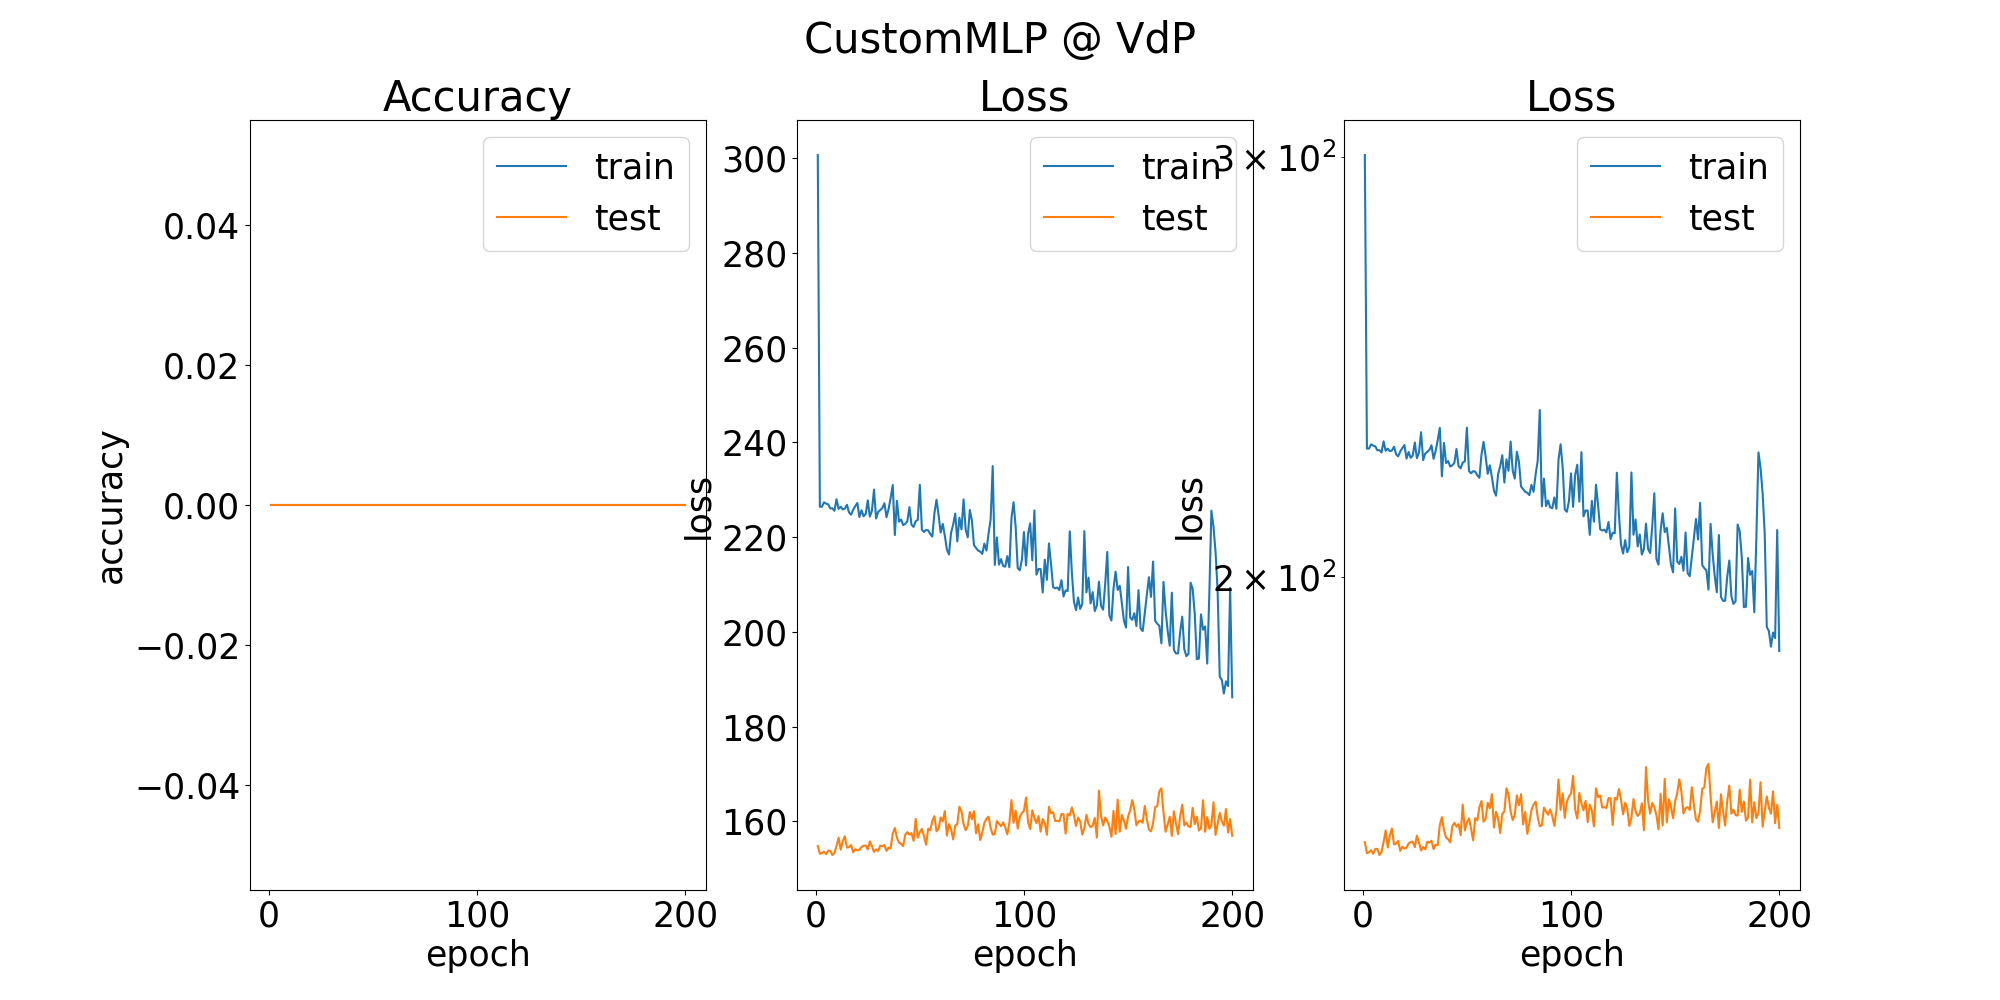 CustomMLP @ VdP
Accuracy
accuracy
0.04
0.02
0.00
−0.02
−0.04
train
test
0
100
200
epoch
Loss
loss
300
280
260
240
220
200
180
160
train
test
0
100
200
epoch
Loss
loss
3 × 10²
2 × 10²
train
test
0
100
200
epoch